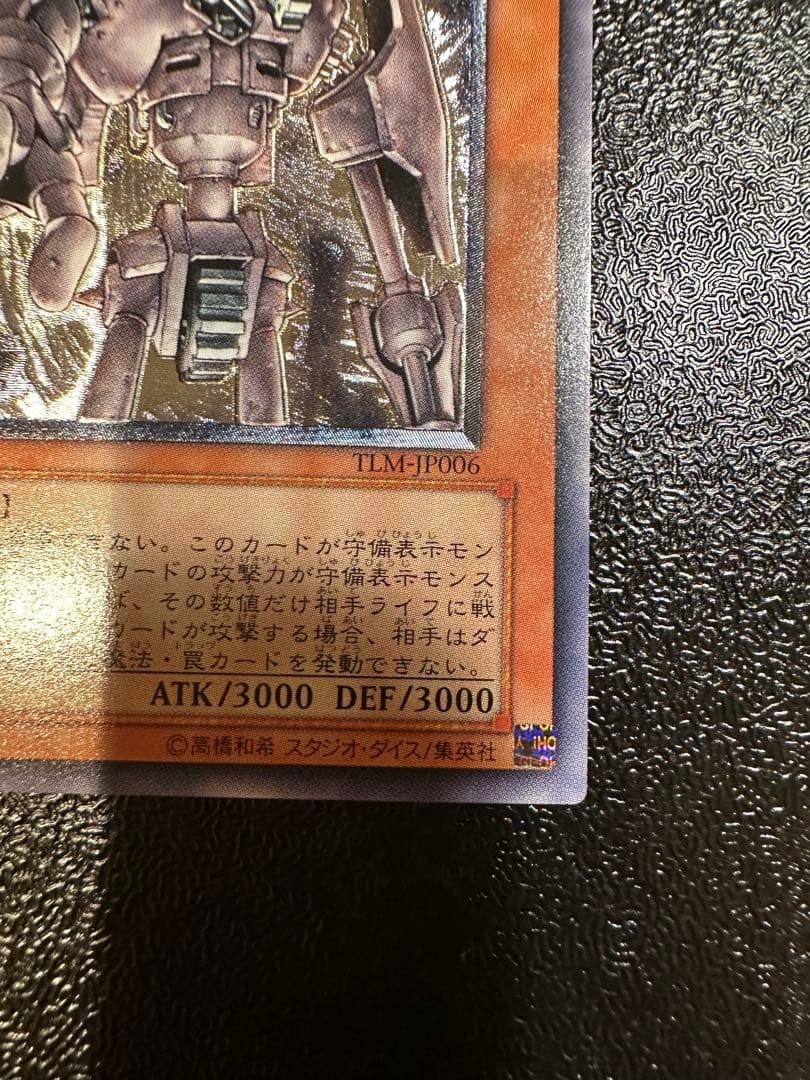 TLM-JP006
]
ない。このカードが守備表示モン
カードの攻撃力が守備表示モンス
ば、その数値だけ相手ライフに戦
カードが攻撃する場合、相手はダ
魔法・罠カードを発動できない。
ATK/3000 DEF/3000
©高橋和希 スタジオ・ダイス/集英社